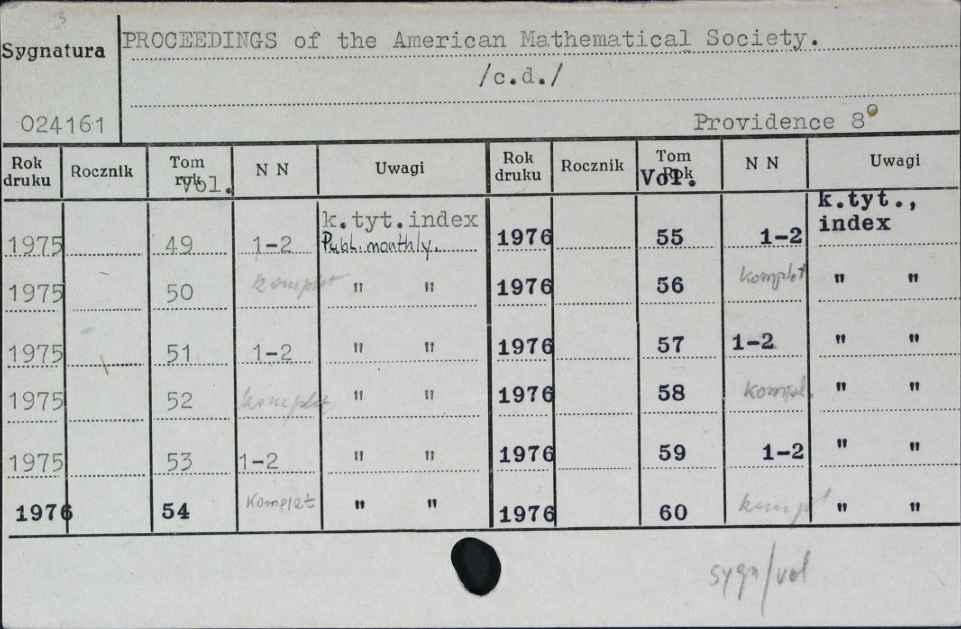 3
Sygnatura PROCEEDINGS of the American Mathematical Society.
/c.d./
024161 Providence 8°
Rok druku Rocznik Tom rok Vol. N N Uwagi Rok druku Rocznik Tom Rok Vol. N N Uwagi
1975 49 1-2 k.tyt.index Publ. monthly. 1976 55 1-2 k.tyt., index
1975 50 komplet " " 1976 56 komplet " "
1975 51 1-2 " " 1976 57 1-2 " "
1975 52 komplet " " 1976 58 kompl. " "
1975 53 1-2 " " 1976 59 1-2 " "
1976 54 Komplet " " 1976 60 kompl " "
sygn/vol